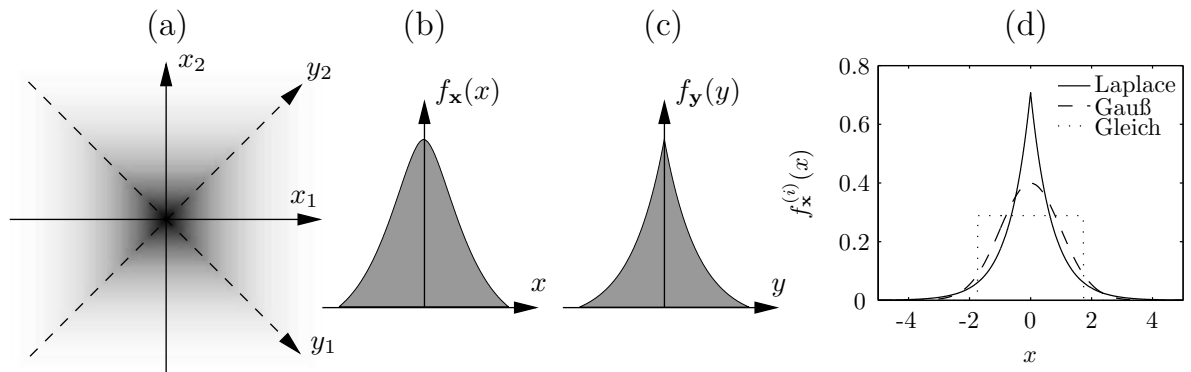 (a)
x₂
y₂
x₁
y₁
(b)
f𝐱(x)
x
(c)
f𝐲(y)
y
(d)
0.8
0.6
0.4
0.2
0
f𝐱⁽ⁱ⁾(x)
Laplace
Gauß
Gleich
-4 -2 0 2 4
x